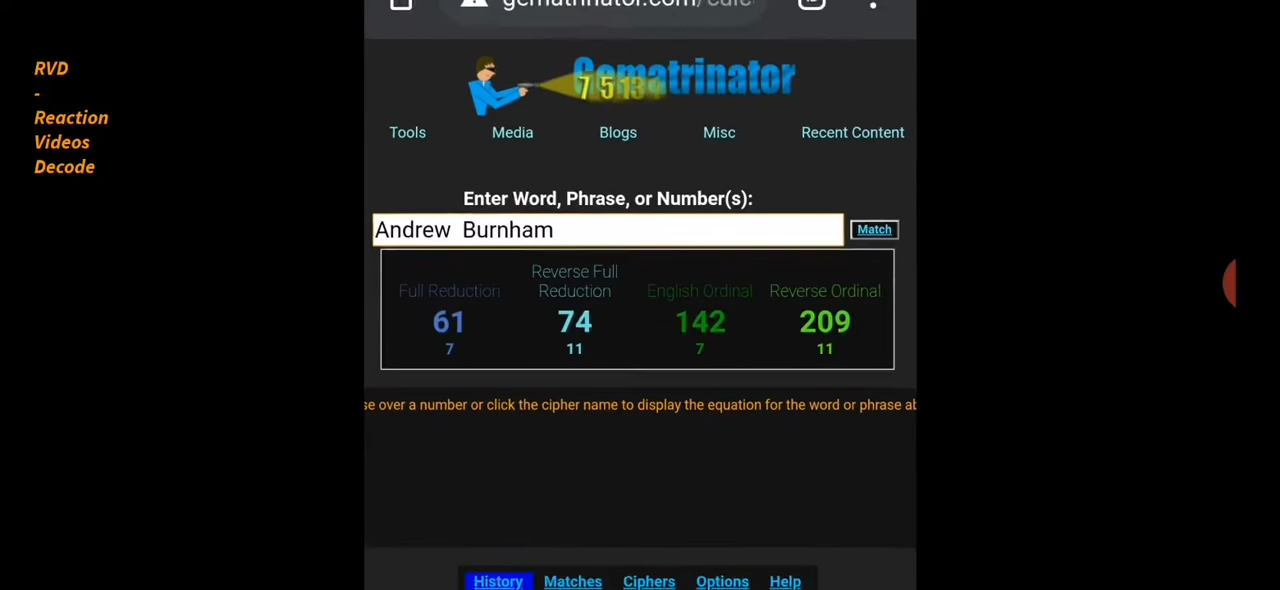 gematrinator.com/calc
RVD
-
Reaction
Videos
Decode
Gematrinator
Tools Media Blogs Misc Recent Content
Enter Word, Phrase, or Number(s):
Andrew Burnham Match
Full Reduction Reverse Full Reduction English Ordinal Reverse Ordinal
61 74 142 209
7 11 7 11
se over a number or click the cipher name to display the equation for the word or phrase ab
History Matches Ciphers Options Help